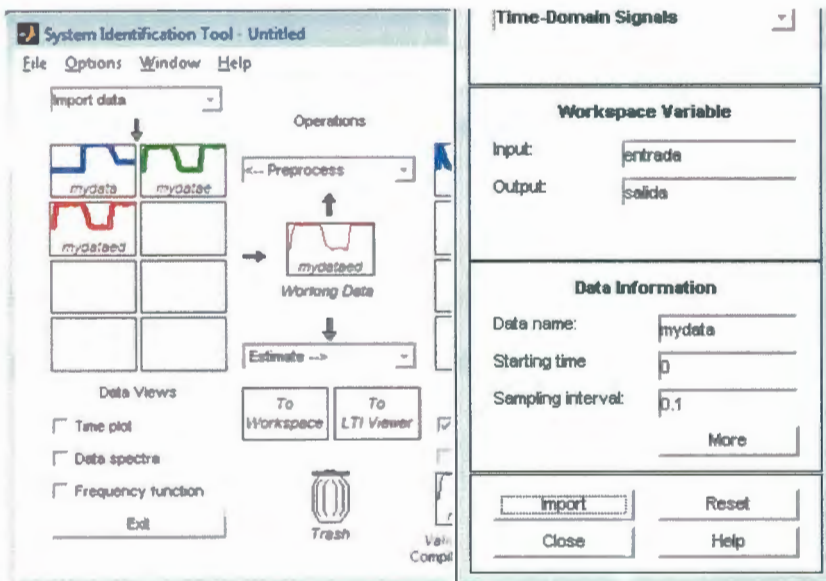 System Identification Tool - Untitled
File Options Window Help
Import data
Operations
mydata
mydatae
<-- Preprocess
mydataed
mydataed
Working Data
Estimate -->
Data Views
To Workspace
To LTI Viewer
Time plot
Data spectra
Frequency function
Exit
Trash
Time-Domain Signals
Workspace Variable
Input: entrada
Output: salida
Data Information
Data name: mydata
Starting time 0
Sampling interval: 0.1
More
Import Reset
Close Help